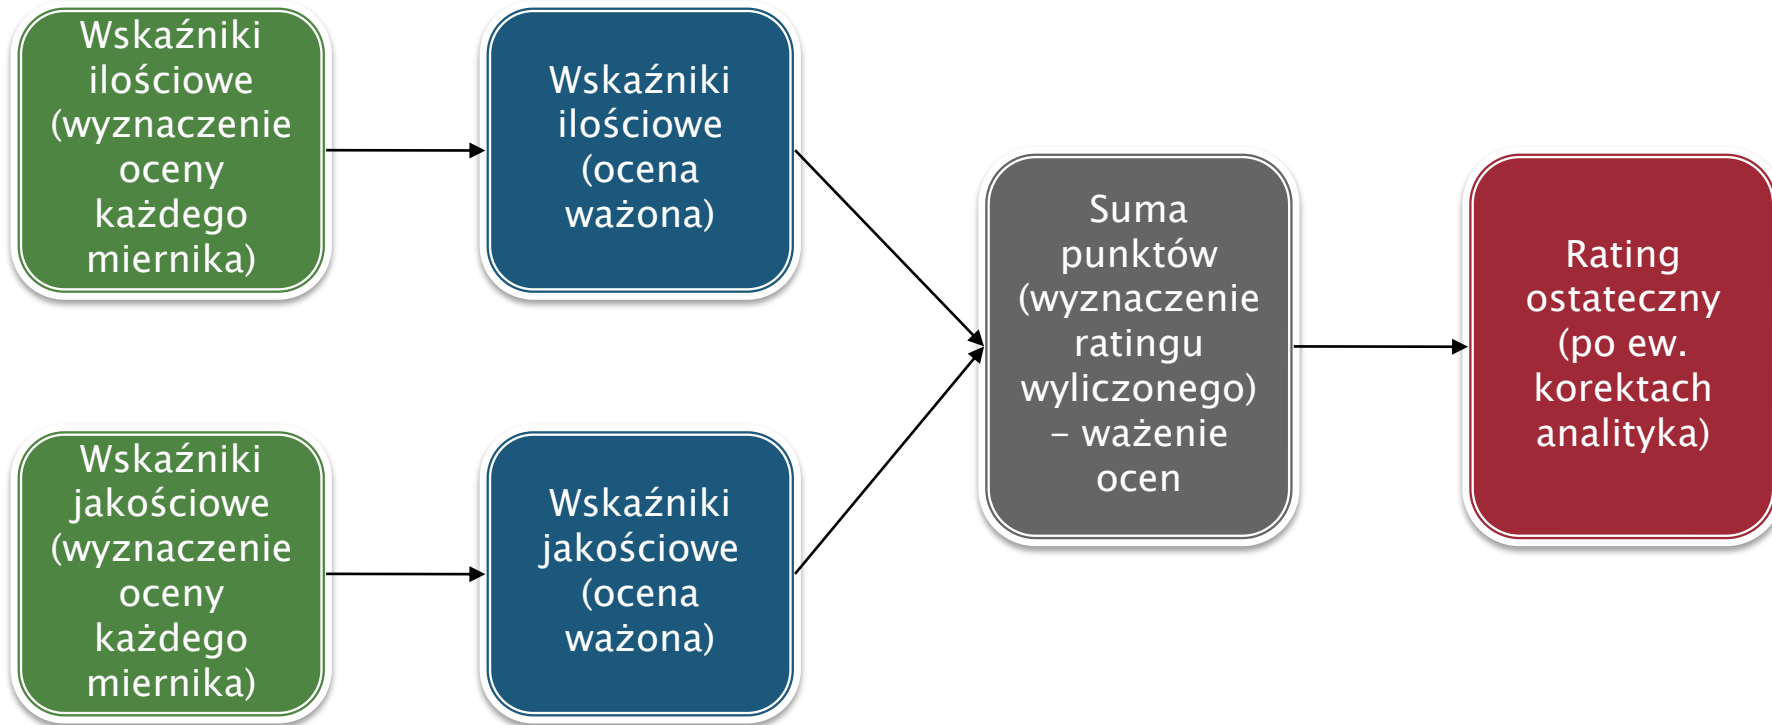 Wskaźniki
ilościowe
(wyznaczenie
oceny
każdego
miernika)
Wskaźniki
ilościowe
(ocena
ważona)
Wskaźniki
jakościowe
(wyznaczenie
oceny
każdego
miernika)
Wskaźniki
jakościowe
(ocena
ważona)
Suma
punktów
(wyznaczenie
ratingu
wyliczonego)
– ważenie
ocen
Rating
ostateczny
(po ew.
korektach
analityka)